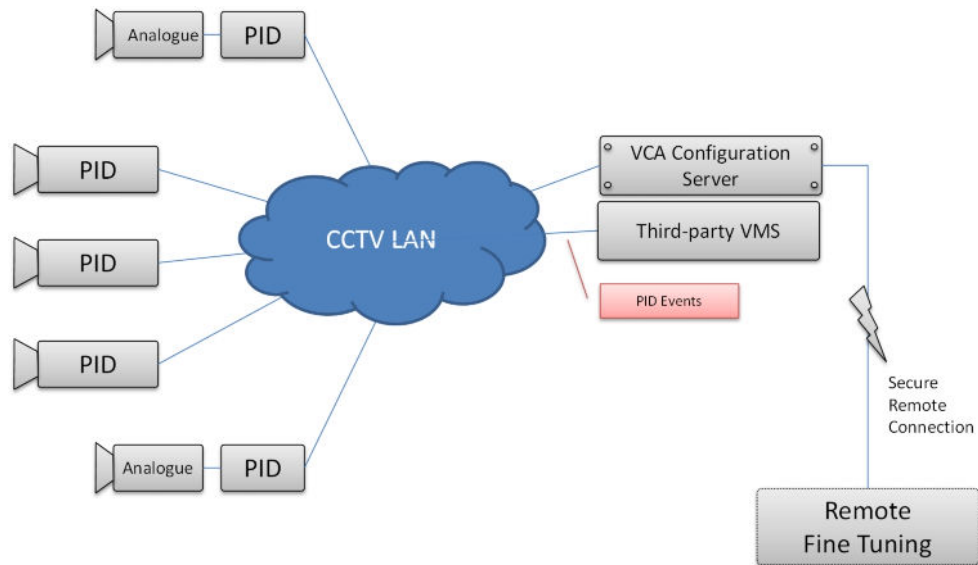 Analogue
PID
PID
PID
PID
Analogue
PID
CCTV LAN
VCA Configuration
Server
Third-party VMS
PID Events
Secure
Remote
Connection
Remote
Fine Tuning